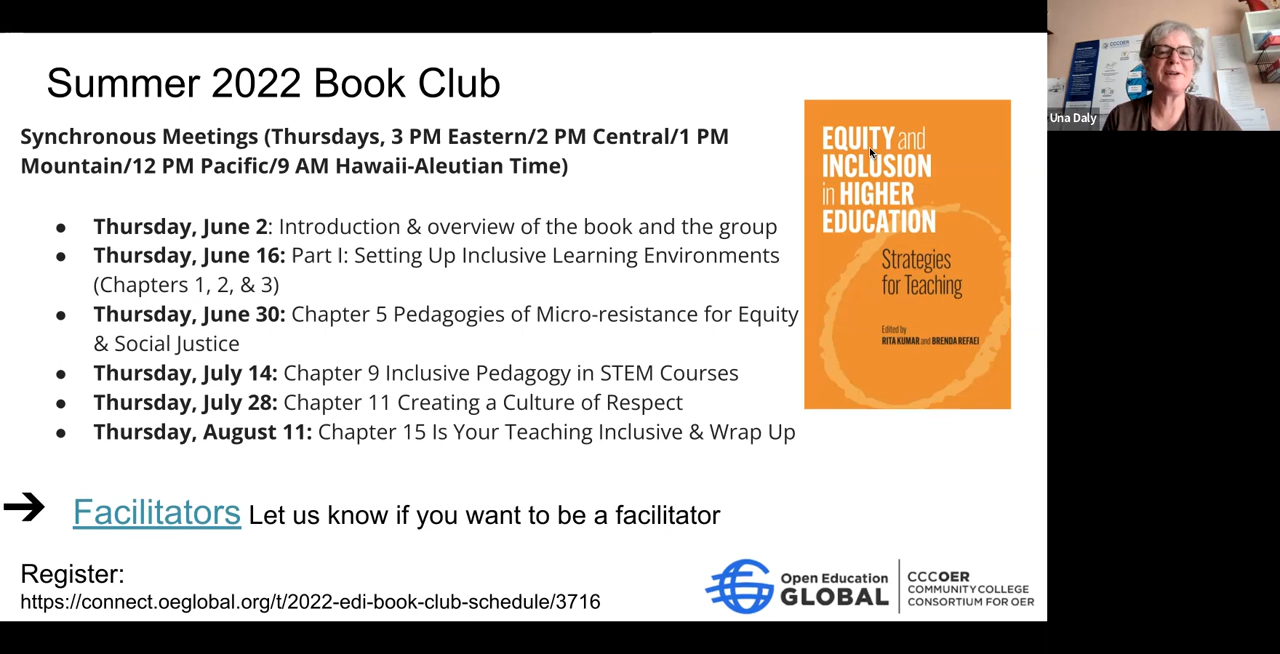 Summer 2022 Book Club
Synchronous Meetings (Thursdays, 3 PM Eastern/2 PM Central/1 PM
Mountain/12 PM Pacific/9 AM Hawaii-Aleutian Time)
● Thursday, June 2: Introduction & overview of the book and the group
● Thursday, June 16: Part I: Setting Up Inclusive Learning Environments
(Chapters 1, 2, & 3)
● Thursday, June 30: Chapter 5 Pedagogies of Micro-resistance for Equity
& Social Justice
● Thursday, July 14: Chapter 9 Inclusive Pedagogy in STEM Courses
● Thursday, July 28: Chapter 11 Creating a Culture of Respect
● Thursday, August 11: Chapter 15 Is Your Teaching Inclusive & Wrap Up
➔ Facilitators Let us know if you want to be a facilitator
Register:
https://connect.oeglobal.org/t/2022-edi-book-club-schedule/3716
EQUITY and
INCLUSION
in HIGHER
EDUCATION
Strategies
for Teaching
Edited by
RITA KUMAR and BRENDA REFAEI
Open Education
GLOBAL
CCCOER
COMMUNITY COLLEGE
CONSORTIUM FOR OER
CCCOER
Una Daly